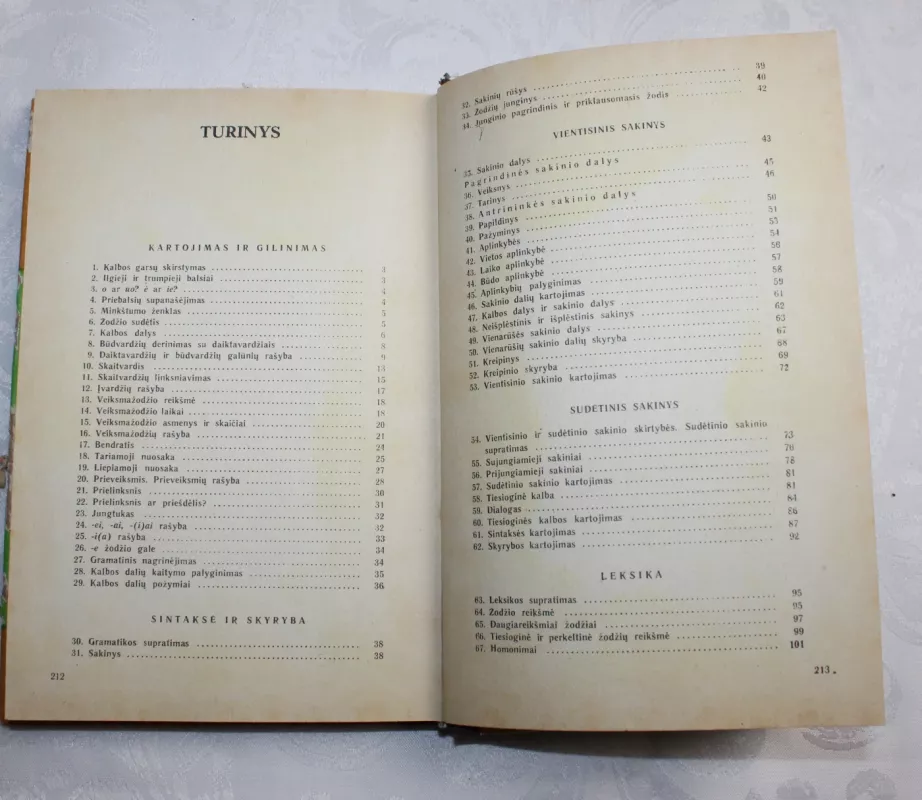 TURINYS
KARTOJIMAS IR GILINIMAS
1. Kalbos garsų skirstymas 3
2. Ilgieji ir trumpieji balsiai 3
3. o ar uo? ė ar ie? 4
4. Priebalsių supanašėjimas 4
5. Minkštumo ženklas 5
6. Žodžio sudėtis 5
7. Kalbos dalys 6
8. Būdvardžių derinimas su daiktavardžiais 8
9. Daiktavardžių ir būdvardžių galūnių rašyba 9
10. Skaitvardis 13
11. Skaitvardžių linksniavimas 15
12. Įvardžių rašyba 17
13. Veiksmažodžio reikšmė 18
14. Veiksmažodžio laikai 18
15. Veiksmažodžio asmenys ir skaičiai 20
16. Veiksmažodžių rašyba 21
17. Bendratis 24
18. Tariamoji nuosaka 25
19. Liepiamoji nuosaka 27
20. Prieveiksmis. Prieveiksmių rašyba 28
21. Prielinksnis 30
22. Prielinksnis ar priešdėlis? 31
23. Jungtukas 32
24. -ei, -ai, -(i)ai rašyba 32
25. -i(a) rašyba 33
26. -e žodžio gale 34
27. Gramatinis nagrinėjimas 34
28. Kalbos dalių kaitymo palyginimas 35
29. Kalbos dalių požymiai 36
SINTAKSĖ IR SKYRYBA
30. Gramatikos supratimas 38
31. Sakinys 38
212
32. Sakinių rūšys 39
33. Žodžių junginys 40
34. Junginio pagrindinis ir priklausomasis žodis 42
VIENTISINIS SAKINYS
35. Sakinio dalys 43
Pagrindinės sakinio dalys
36. Veiksnys 45
37. Tarinys 46
38. Antrininkės sakinio dalys
39. Papildinys 50
40. Pažyminys 51
41. Aplinkybės 53
42. Vietos aplinkybė 54
43. Laiko aplinkybė 56
44. Būdo aplinkybė 57
45. Aplinkybių palyginimas 58
46. Sakinio dalių kartojimas 59
47. Kalbos dalys ir sakinio dalys 61
48. Neišplėstinis ir išplėstinis sakinys 62
49. Vienarūšės sakinio dalys 63
50. Vienarūšių sakinio dalių skyryba 67
51. Kreipinys 68
52. Kreipinio skyryba 69
53. Vientisinio sakinio kartojimas 72
SUDĖTINIS SAKINYS
54. Vientisinio ir sudėtinio sakinio skirtybės. Sudėtinio sakinio
supratimas 73
55. Sujungiamieji sakiniai 76
56. Prijungiamieji sakiniai 78
57. Sudėtinio sakinio kartojimas 81
58. Tiesioginė kalba 81
59. Dialogas 84
60. Tiesioginės kalbos kartojimas 86
61. Sintaksės kartojimas 87
62. Skyrybos kartojimas 92
LEKSIKA
63. Leksikos supratimas 95
64. Žodžio reikšmė 95
65. Daugiareikšmiai žodžiai 97
66. Tiesioginė ir perkeltinė žodžių reikšmė 99
67. Homonimai 101
213